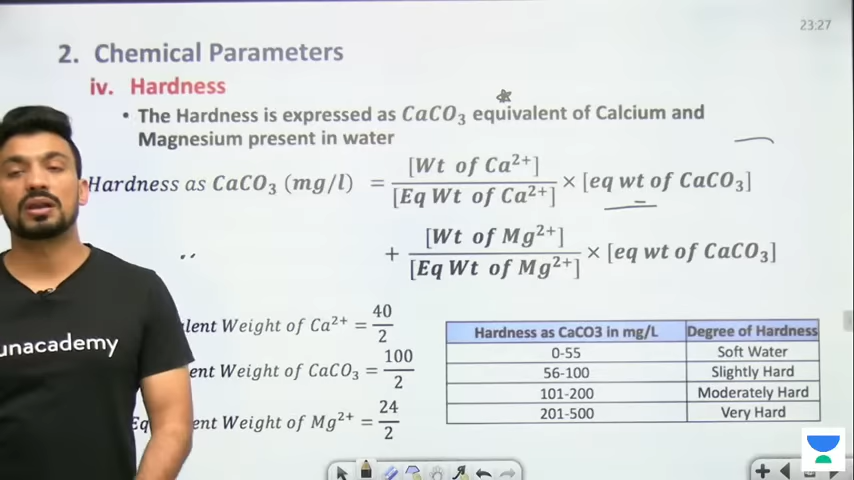 23:27
2. Chemical Parameters
iv. Hardness
• The Hardness is expressed as CaCO₃ equivalent of Calcium and
Magnesium present in water
Hardness as CaCO₃ (mg/l) = [Wt of Ca²⁺] / [Eq Wt of Ca²⁺] × [eq wt of CaCO₃]
+ [Wt of Mg²⁺] / [Eq Wt of Mg²⁺] × [eq wt of CaCO₃]
lent Weight of Ca²⁺ = 40/2
ent Weight of CaCO₃ = 100/2
Eq ent Weight of Mg²⁺ = 24/2
Hardness as CaCO3 in mg/L Degree of Hardness
0-55 Soft Water
56-100 Slightly Hard
101-200 Moderately Hard
201-500 Very Hard
unacademy